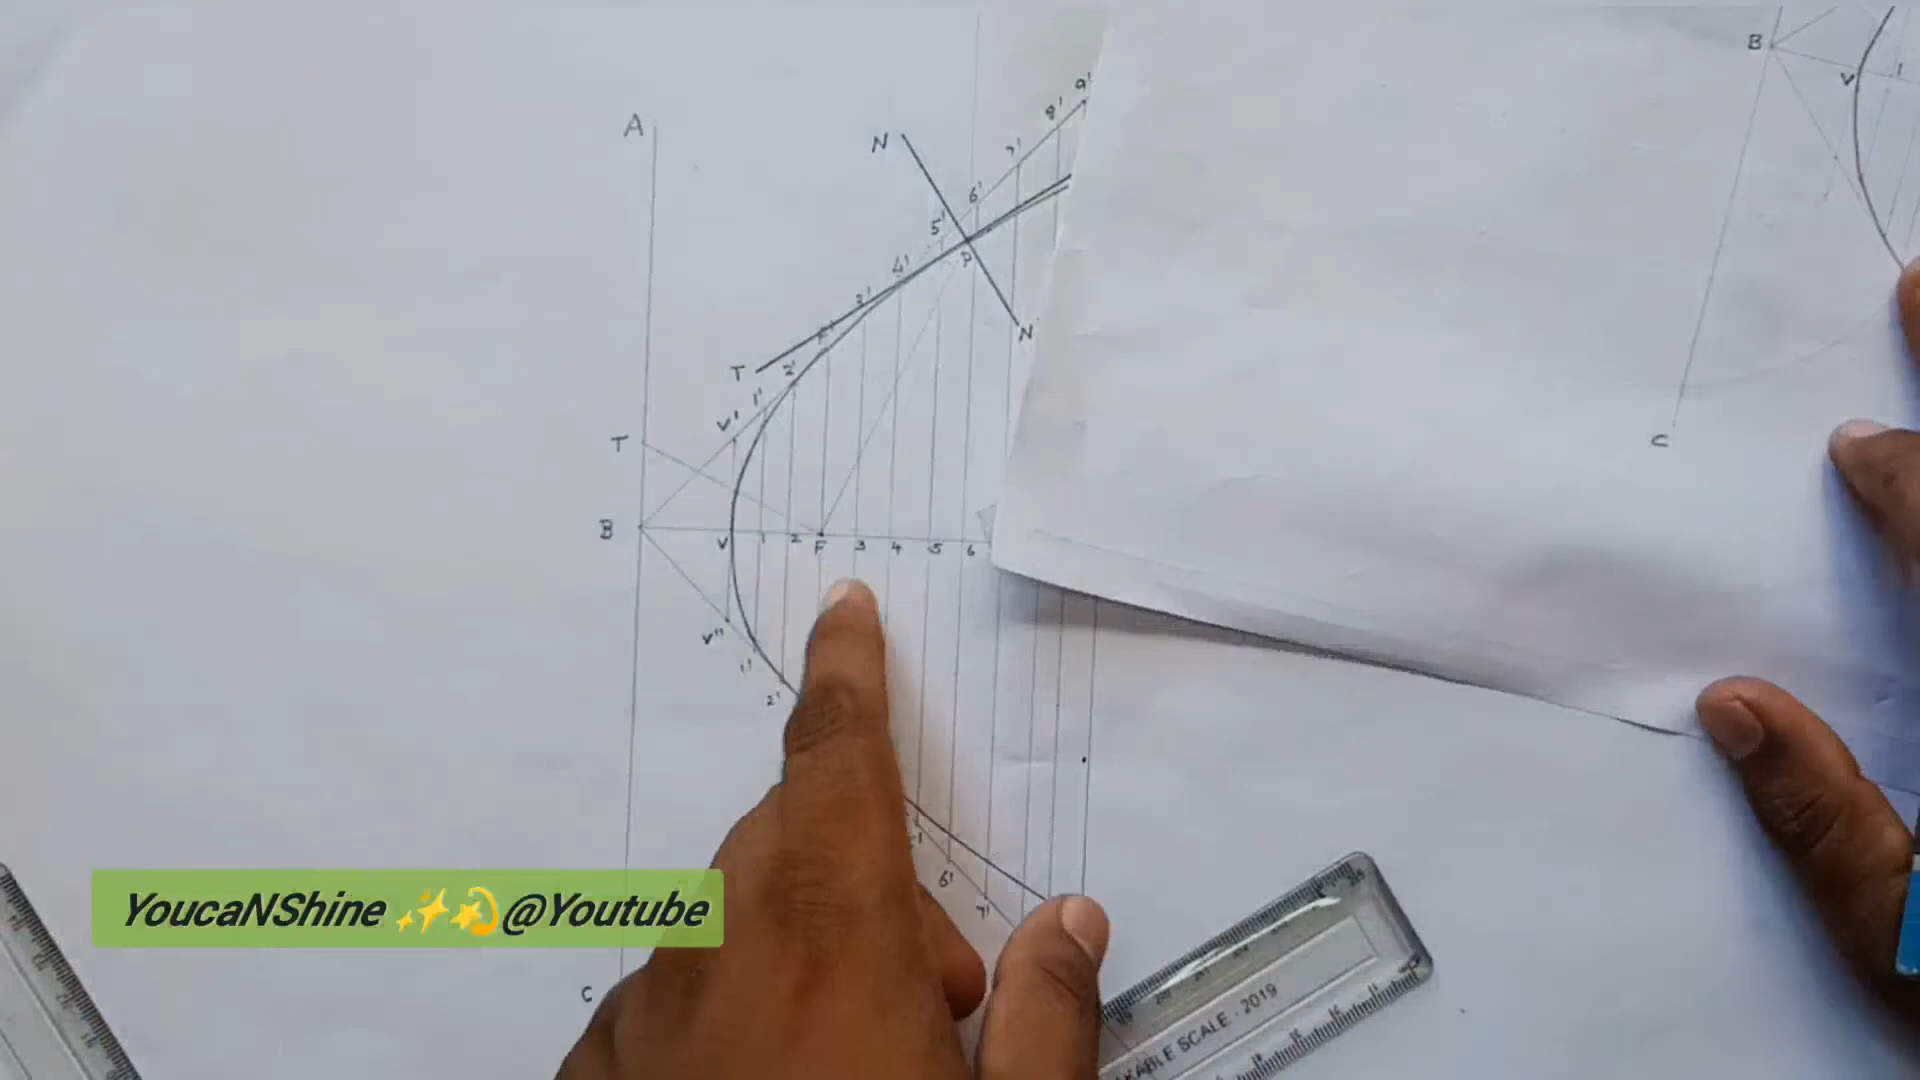 A
N
9'
8'
7'
6'
5'
P
4'
3'
F'
N
T
2'
1'
V'
T
B
V 1 2 F 3 4 5 6
V"
1'
2'
6'
7'
C
B
V 1
C
YoucaNShine ✨💫@Youtube
AKABLE SCALE - 2019